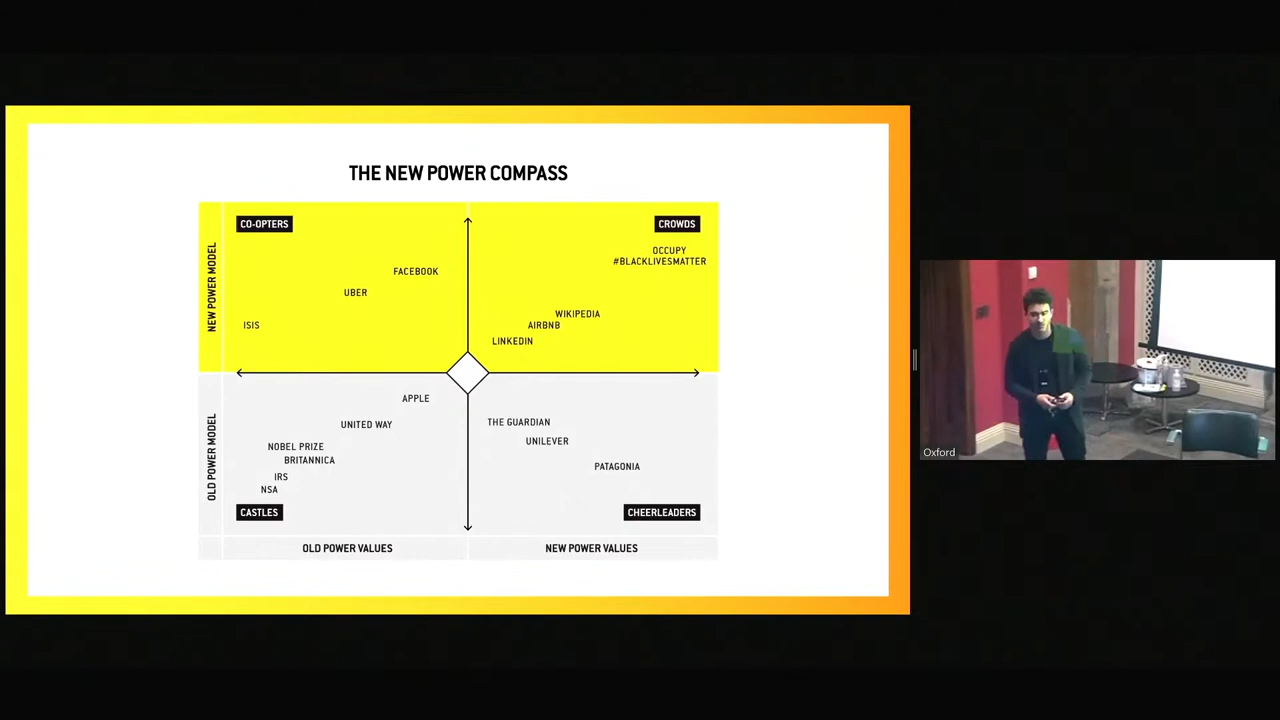 THE NEW POWER COMPASS
CO-OPTERS
CROWDS
NEW POWER MODEL
OCCUPY
#BLACKLIVESMATTER
FACEBOOK
UBER
ISIS
WIKIPEDIA
AIRBNB
LINKEDIN
OLD POWER MODEL
APPLE
UNITED WAY
NOBEL PRIZE
BRITANNICA
IRS
NSA
THE GUARDIAN
UNILEVER
PATAGONIA
CASTLES
CHEERLEADERS
OLD POWER VALUES
NEW POWER VALUES
Oxford